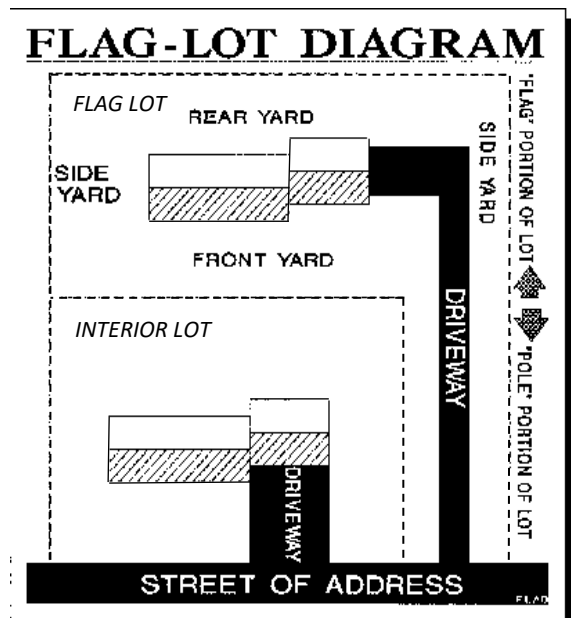 FLAG-LOT DIAGRAM
FLAG LOT
REAR YARD
SIDE
YARD
SIDE YARD
"FLAG" PORTION OF LOT
FRONT YARD
INTERIOR LOT
DRIVEWAY
"POLE" PORTION OF LOT
DRIVEWAY
STREET OF ADDRESS